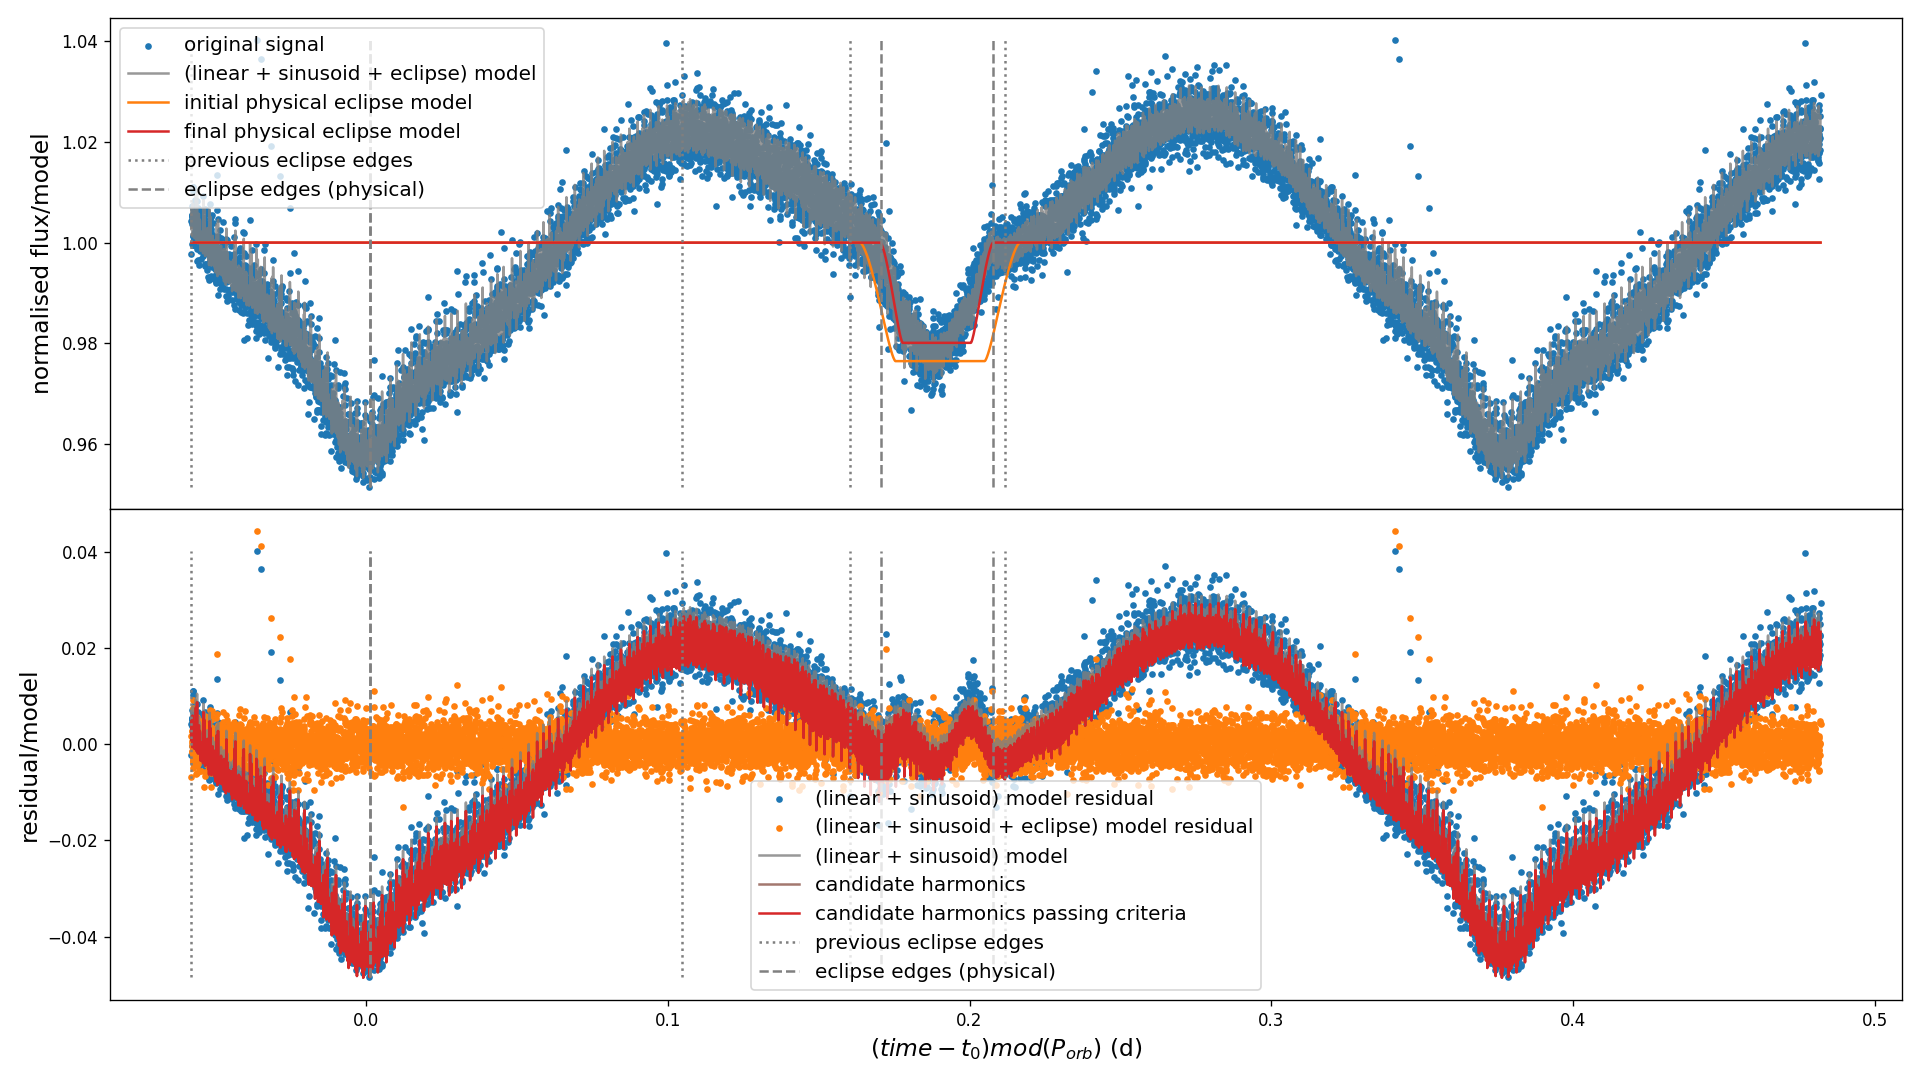 1.04
1.02
1.00
0.98
0.96
normalised flux/model
original signal
(linear + sinusoid + eclipse) model
initial physical eclipse model
final physical eclipse model
previous eclipse edges
eclipse edges (physical)
0.04
0.02
0.00
−0.02
−0.04
residual/model
(linear + sinusoid) model residual
(linear + sinusoid + eclipse) model residual
(linear + sinusoid) model
candidate harmonics
candidate harmonics passing criteria
previous eclipse edges
eclipse edges (physical)
0.0 0.1 0.2 0.3 0.4 0.5
(time − t₀)mod(Pₒᵣb) (d)